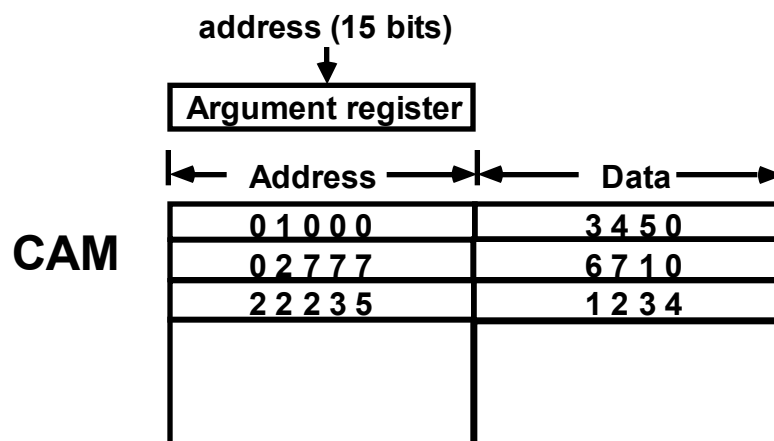 address (15 bits)
Argument register
Address Data
0 1 0 0 0 3 4 5 0
CAM
0 2 7 7 7 6 7 1 0
2 2 2 3 5 1 2 3 4